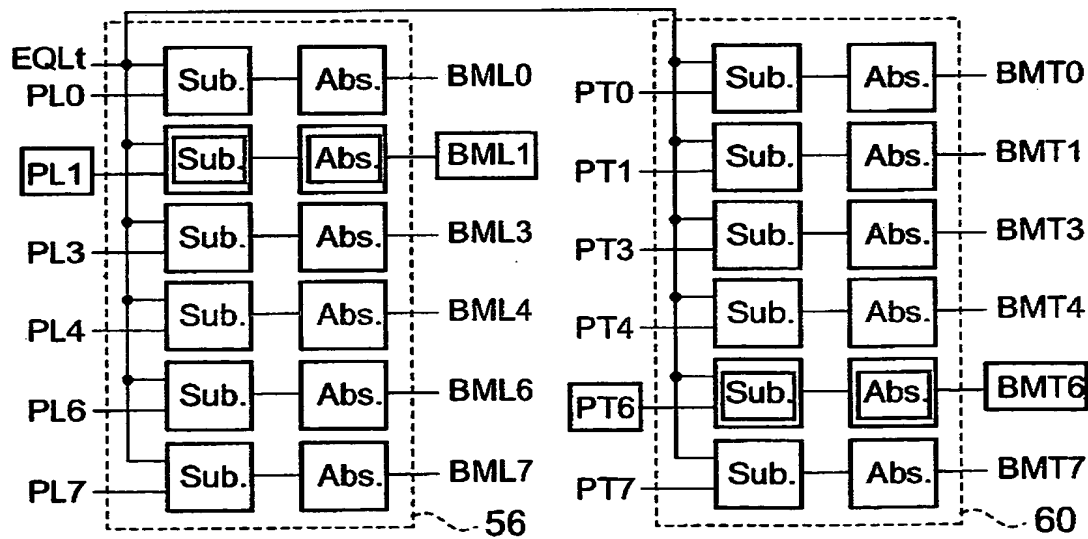 EQLt
PL0 Sub. Abs. BML0
PL1 Sub. Abs. BML1
PL3 Sub. Abs. BML3
PL4 Sub. Abs. BML4
PL6 Sub. Abs. BML6
PL7 Sub. Abs. BML7
56
PT0 Sub. Abs. BMT0
PT1 Sub. Abs. BMT1
PT3 Sub. Abs. BMT3
PT4 Sub. Abs. BMT4
PT6 Sub. Abs. BMT6
PT7 Sub. Abs. BMT7
60